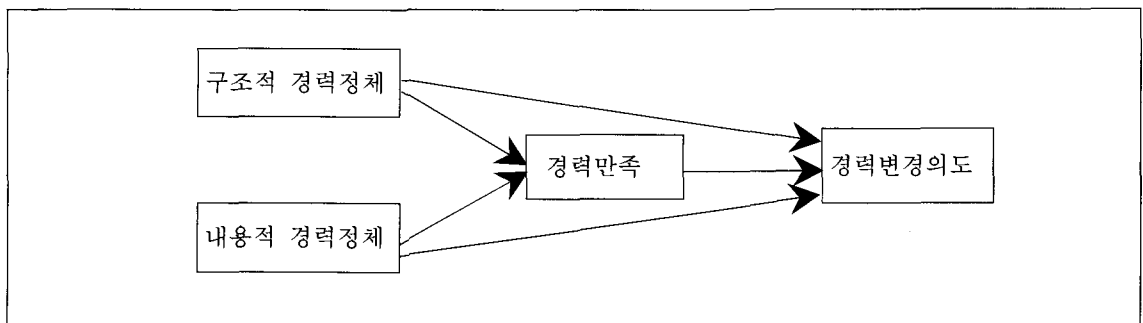 구조적 경력정체
경력만족
경력변경의도
내용적 경력정체